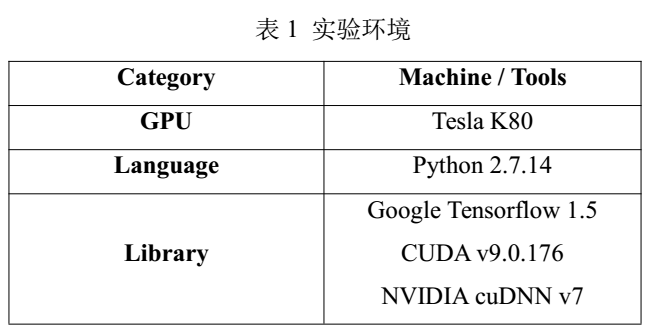 表 1 实验环境
Category Machine / Tools
GPU Tesla K80
Language Python 2.7.14
Google Tensorflow 1.5
Library CUDA v9.0.176
NVIDIA cuDNN v7